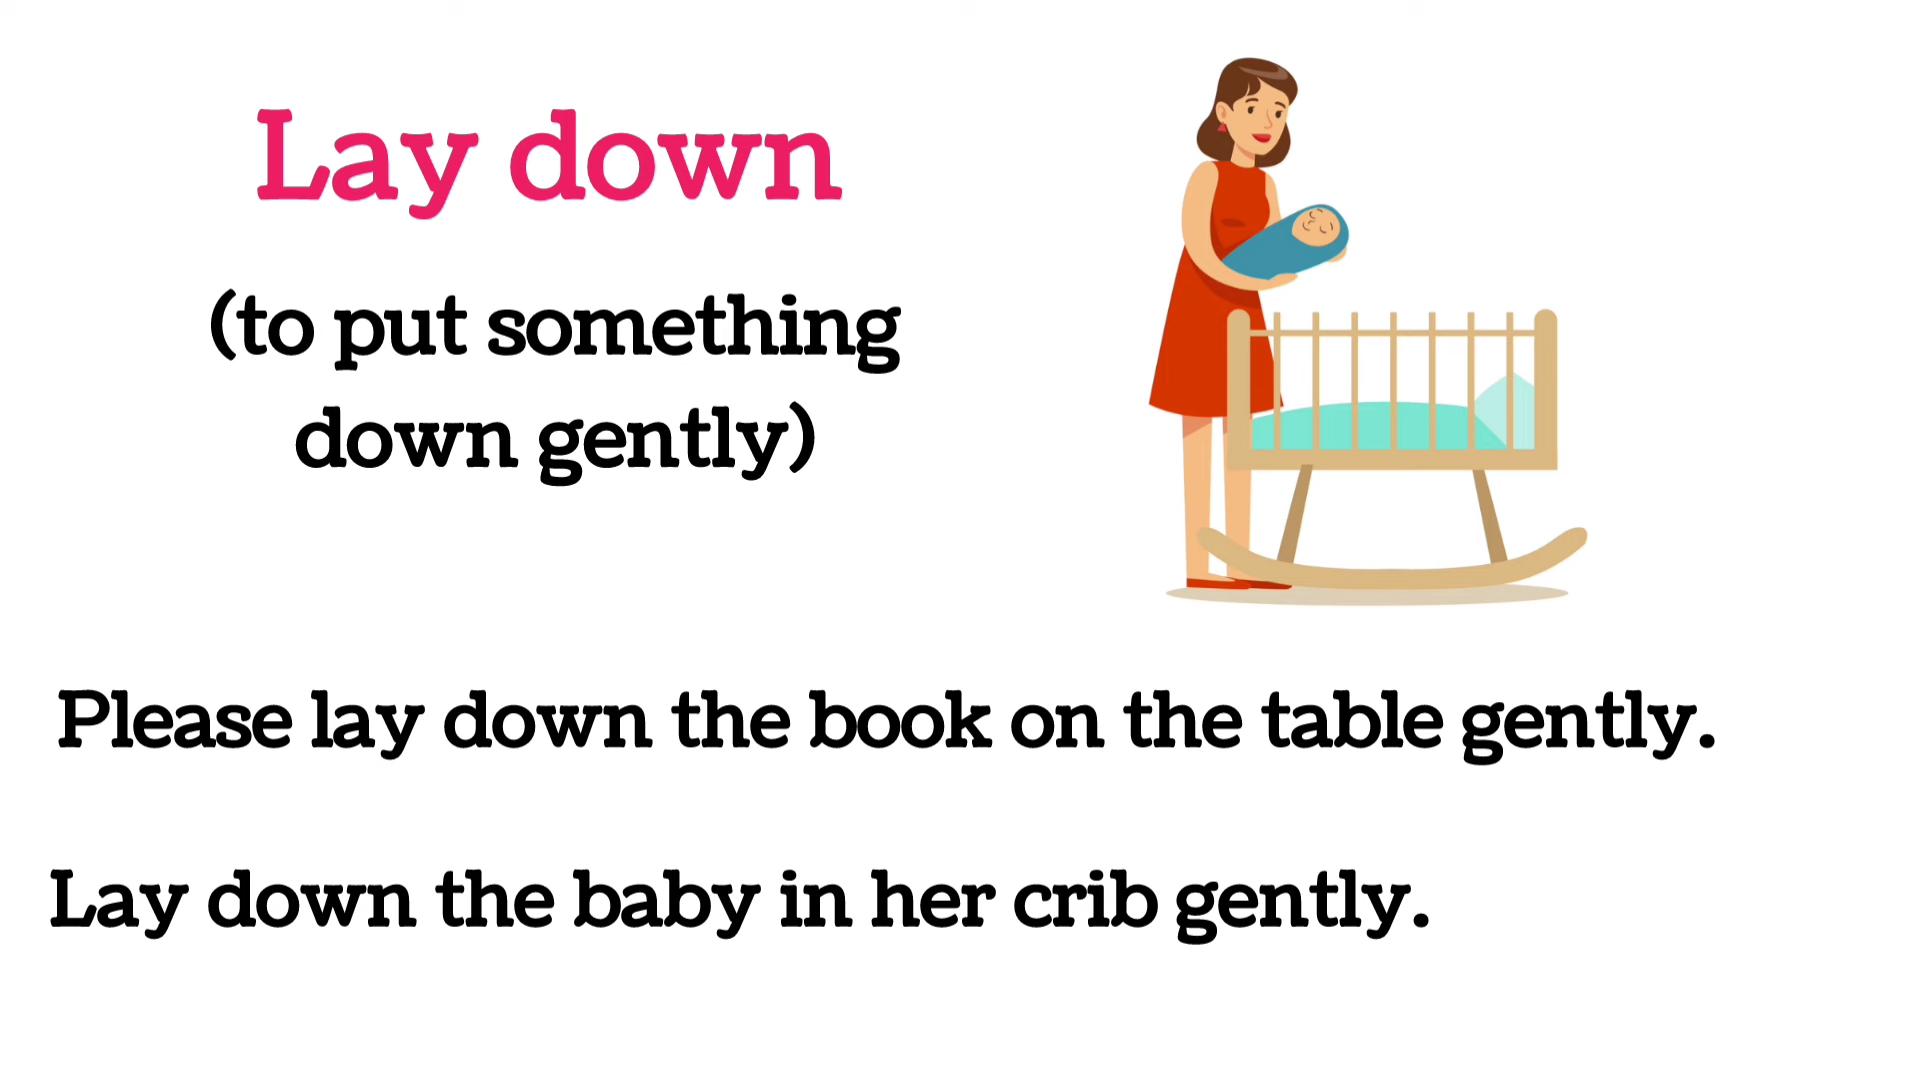 Lay down
(to put something
down gently)
Please lay down the book on the table gently.
Lay down the baby in her crib gently.